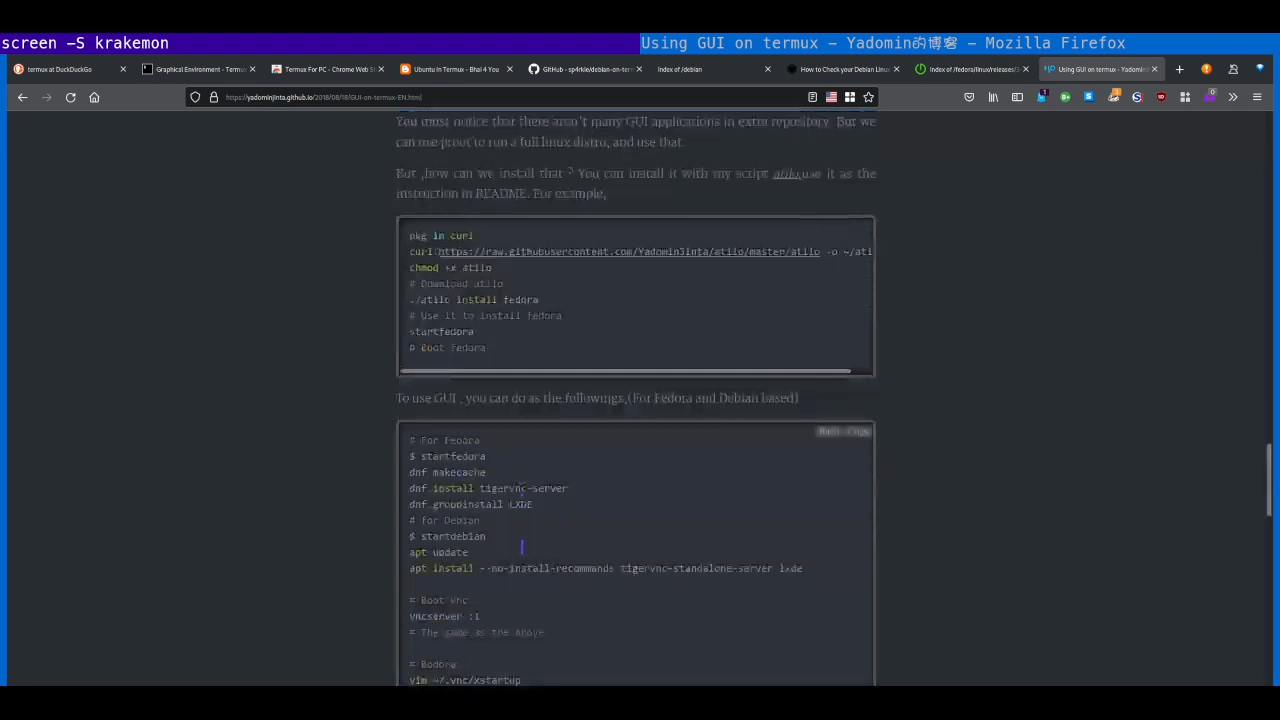 screen -S krakemon
Using GUI on termux – Yadomin的博客 – Mozilla Firefox
termux at DuckDuckGo
Graphical Environment - Termux
Termux For PC - Chrome Web St
Ubuntu in Termux - Bhai 4 You
GitHub - sp4rkie/debian-on-term
Index of /debian
How to Check your Debian Linux
Index of /fedora/linux/releases/3
Using GUI on termux - Yadomin
https://yadominjinta.github.io/2018/08/18/GUI-on-termux-EN.html
You must notice that there aren't many GUI applications in extra repository. But we
can use proot to run a full linux distro, and use that.
But ,how can we install that ? You can install it with my script atilo,use it as the
instruction in README. For example,
pkg in curl
curl https://raw.githubusercontent.com/YadominJinta/atilo/master/atilo -o ~/atil
chmod +x atilo
# Download atilo
./atilo install fedora
# Use it to install fedora
startfedora
# Boot fedora
To use GUI , you can do as the followings,(For Fedora and Debian based)
# For Fedora
$ startfedora
dnf makecache
dnf install tigervnc-server
dnf groupinstall LXDE
# For Debian
$ startdebian
apt update
apt install --no-install-recommands tigervnc-standalone-server lxde
# Boot vnc
vncserver :1
# The same as the above
vim ~/.vnc/xstartup